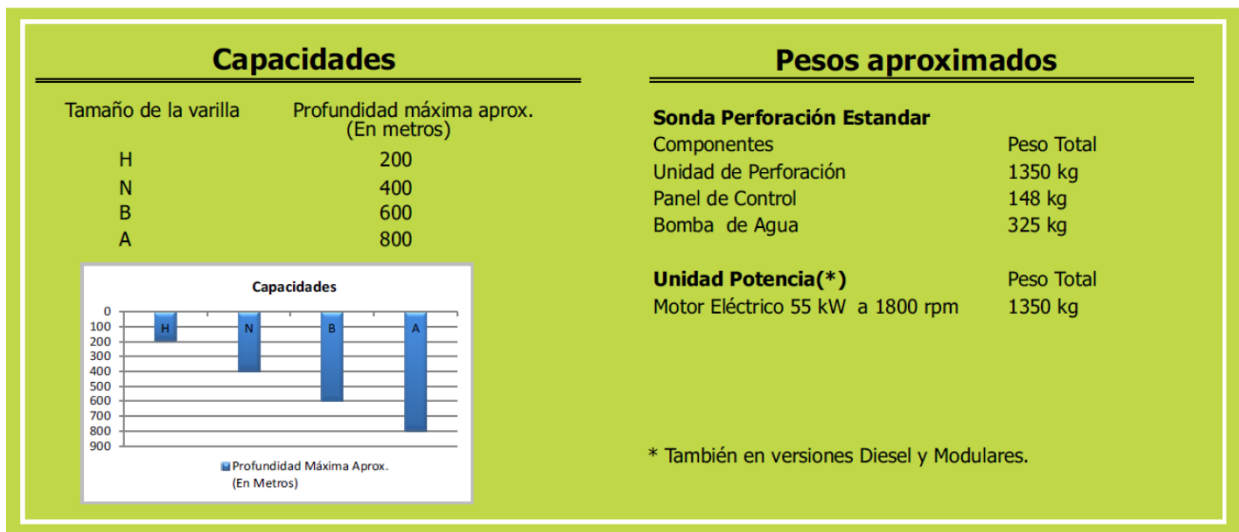 Capacidades
Tamaño de la varilla Profundidad máxima aprox.
(En metros)
H 200
N 400
B 600
A 800
Capacidades
0
100
200
300
400
500
600
700
800
900
H N B A
Profundidad Máxima Aprox.
(En Metros)
Pesos aproximados
Sonda Perforación Estandar
Componentes Peso Total
Unidad de Perforación 1350 kg
Panel de Control 148 kg
Bomba de Agua 325 kg
Unidad Potencia(*) Peso Total
Motor Eléctrico 55 kW a 1800 rpm 1350 kg
* También en versiones Diesel y Modulares.